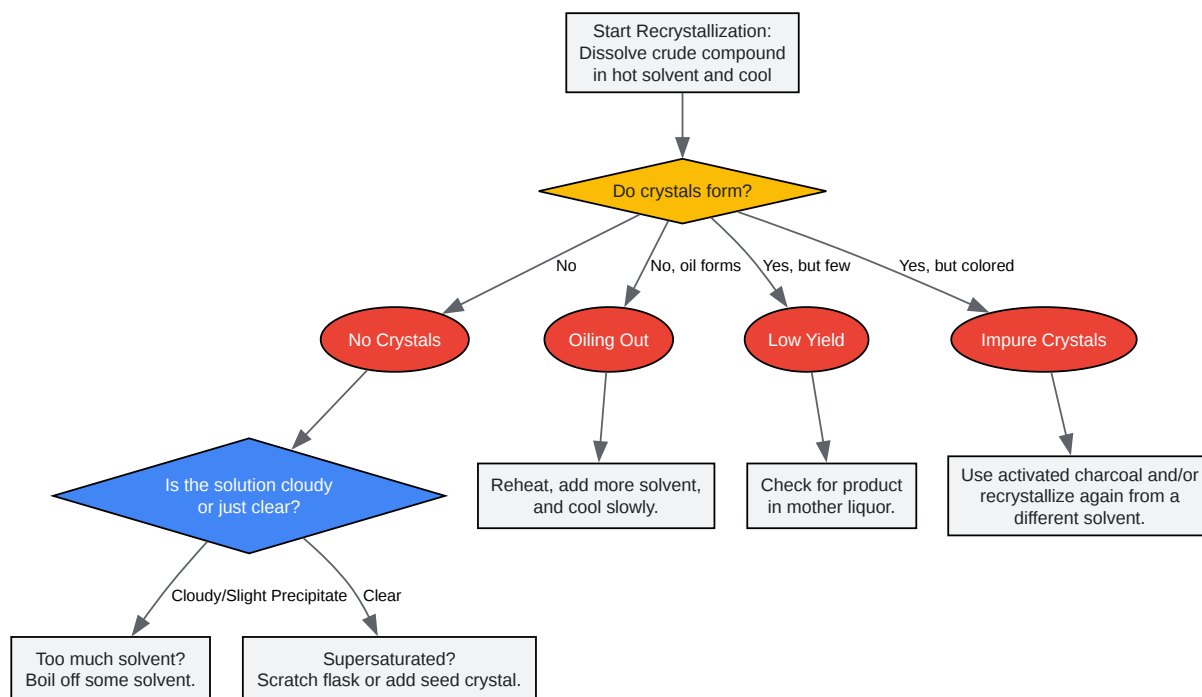 Start Recrystallization:
Dissolve crude compound
in hot solvent and cool
Do crystals form?
No
No, oil forms
Yes, but few
Yes, but colored
No Crystals
Oiling Out
Low Yield
Impure Crystals
Is the solution cloudy
or just clear?
Reheat, add more solvent,
and cool slowly.
Check for product
in mother liquor.
Use activated charcoal and/or
recrystallize again from a
different solvent.
Cloudy/Slight Precipitate
Clear
Too much solvent?
Boil off some solvent.
Supersaturated?
Scratch flask or add seed crystal.